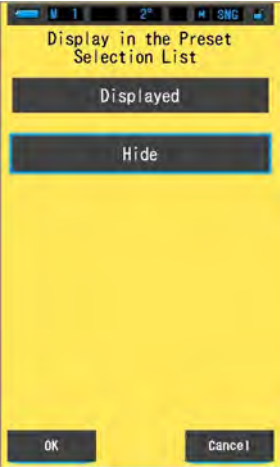 M 1 2° M SNG
Display in the Preset
Selection List
Displayed
Hide
OK
Cancel